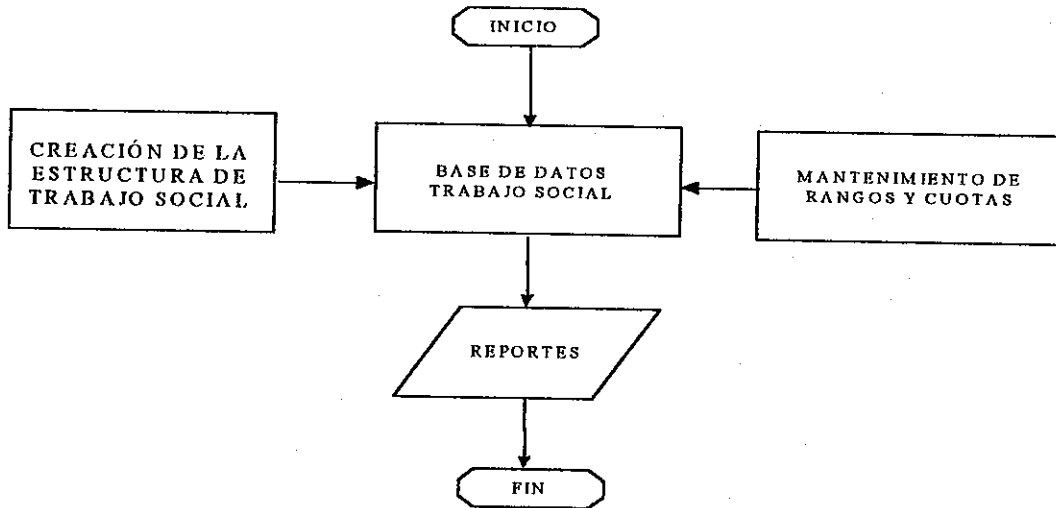 INICIO
CREACIÓN DE LA
ESTRUCTURA DE
TRABAJO SOCIAL
BASE DE DATOS
TRABAJO SOCIAL
MANTENIMIENTO DE
RANGOS Y CUOTAS
REPORTES
FIN